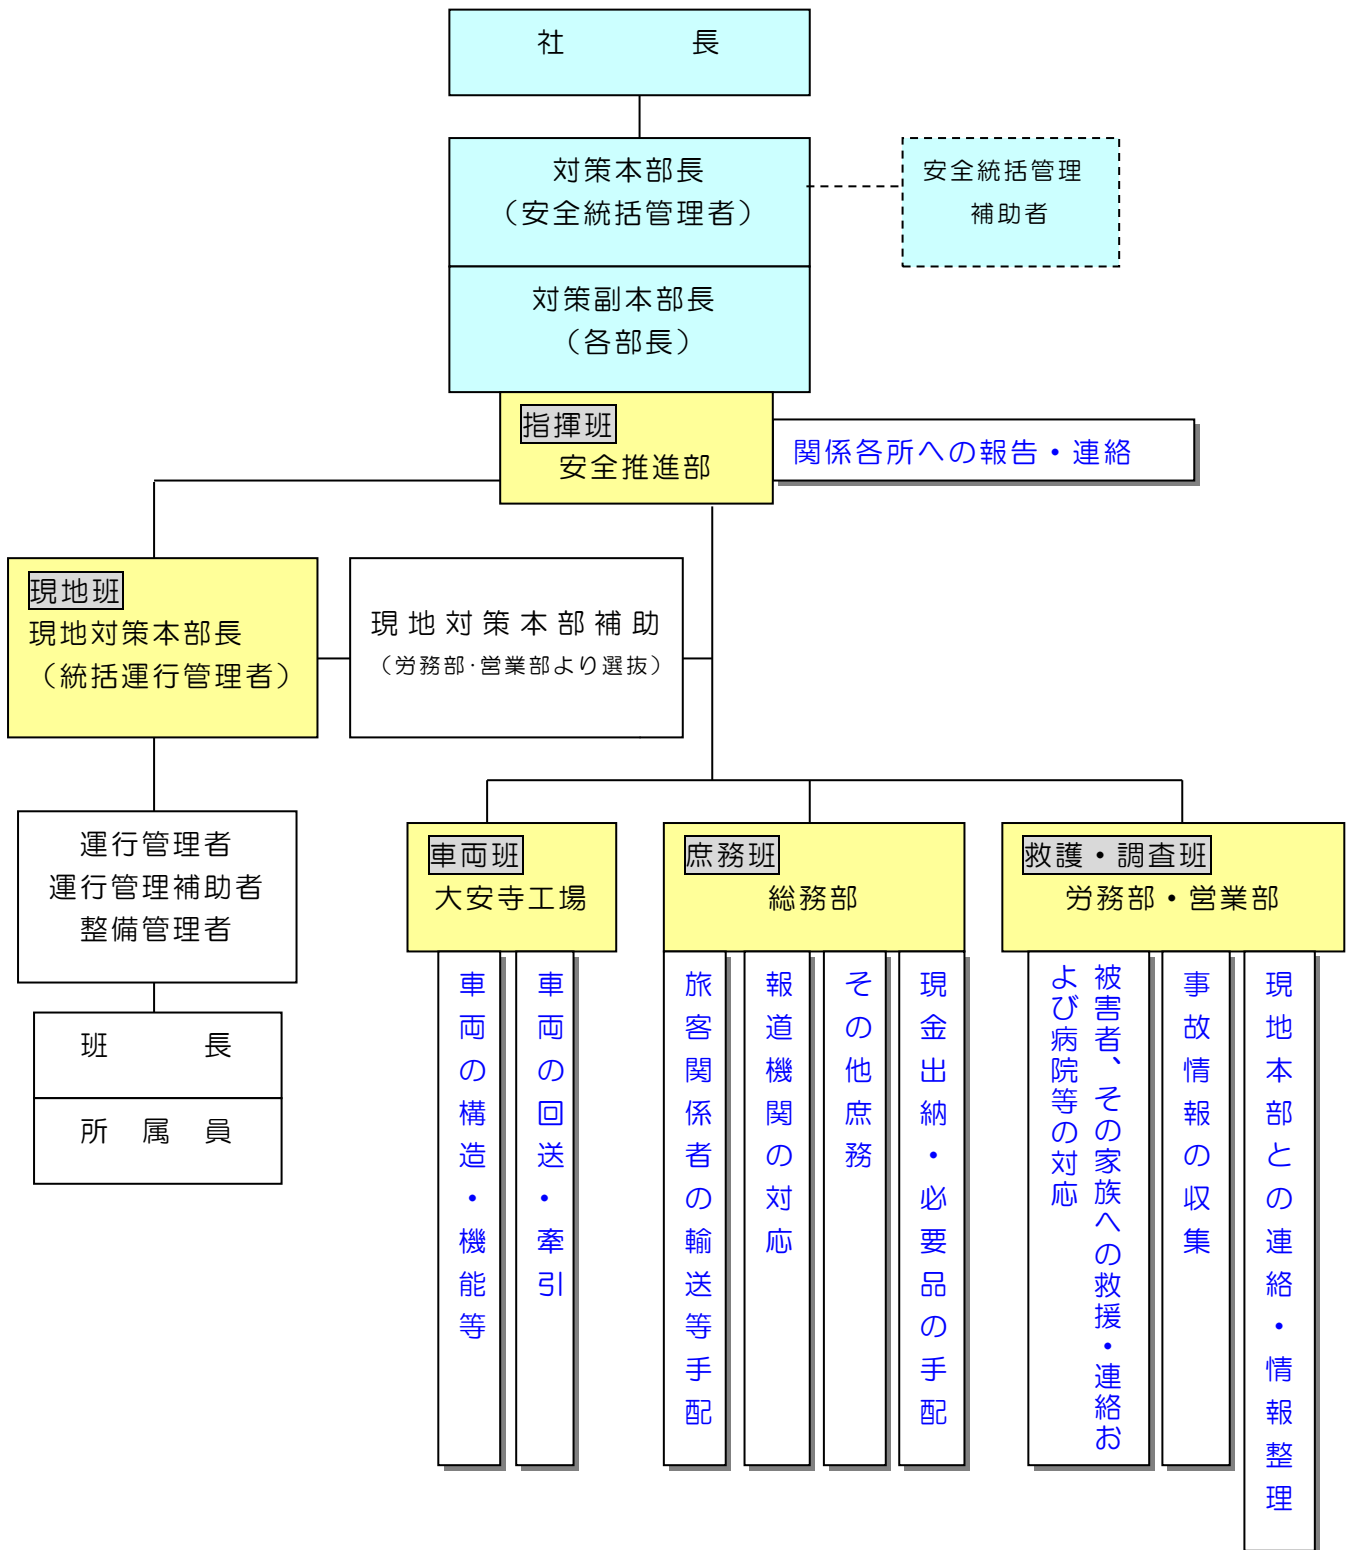 社　　　　長
対策本部長
（安全統括管理者）
安全統括管理
補助者
対策副本部長
（各部長）
指揮班
安全推進部
関係各所への報告・連絡
現地班
現地対策本部長
（統括運行管理者）
現地対策本部補助
（労務部・営業部より選抜）
運行管理者
運行管理補助者
整備管理者
班　　　長
所　属　員
車両班
大安寺工場
車両の構造・機能等
車両の回送・牽引
庶務班
総務部
旅客関係者の輸送等手配
報道機関の対応
その他庶務
現金出納・必要品の手配
救護・調査班
労務部・営業部
被害者、その家族への救援・連絡お
よび病院等の対応
事故情報の収集
現地本部との連絡・情報整理